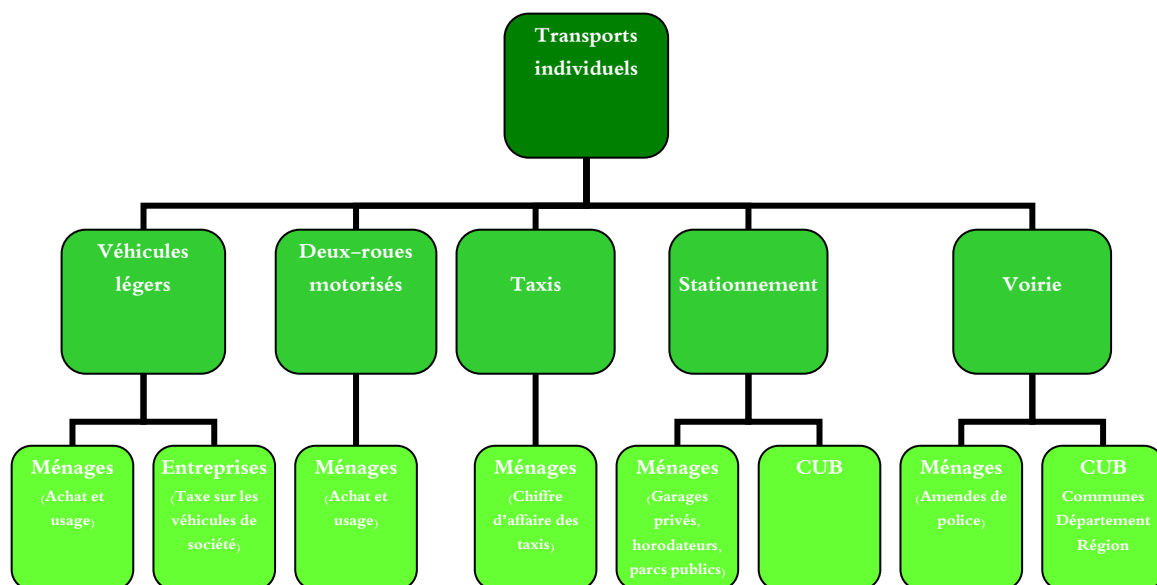 Transports
individuels
Véhicules
légers
Deux-roues
motorisés
Taxis
Stationnement
Voirie
Ménages
(Achat et
usage)
Entreprises
(Taxe sur les
véhicules de
société)
Ménages
(Achat et
usage)
Ménages
(Chiffre
d'affaire des
taxis)
Ménages
(Garages
privés,
horodateurs,
parcs publics)
CUB
Ménages
(Amendes de
police)
CUB
Communes
Département
Région